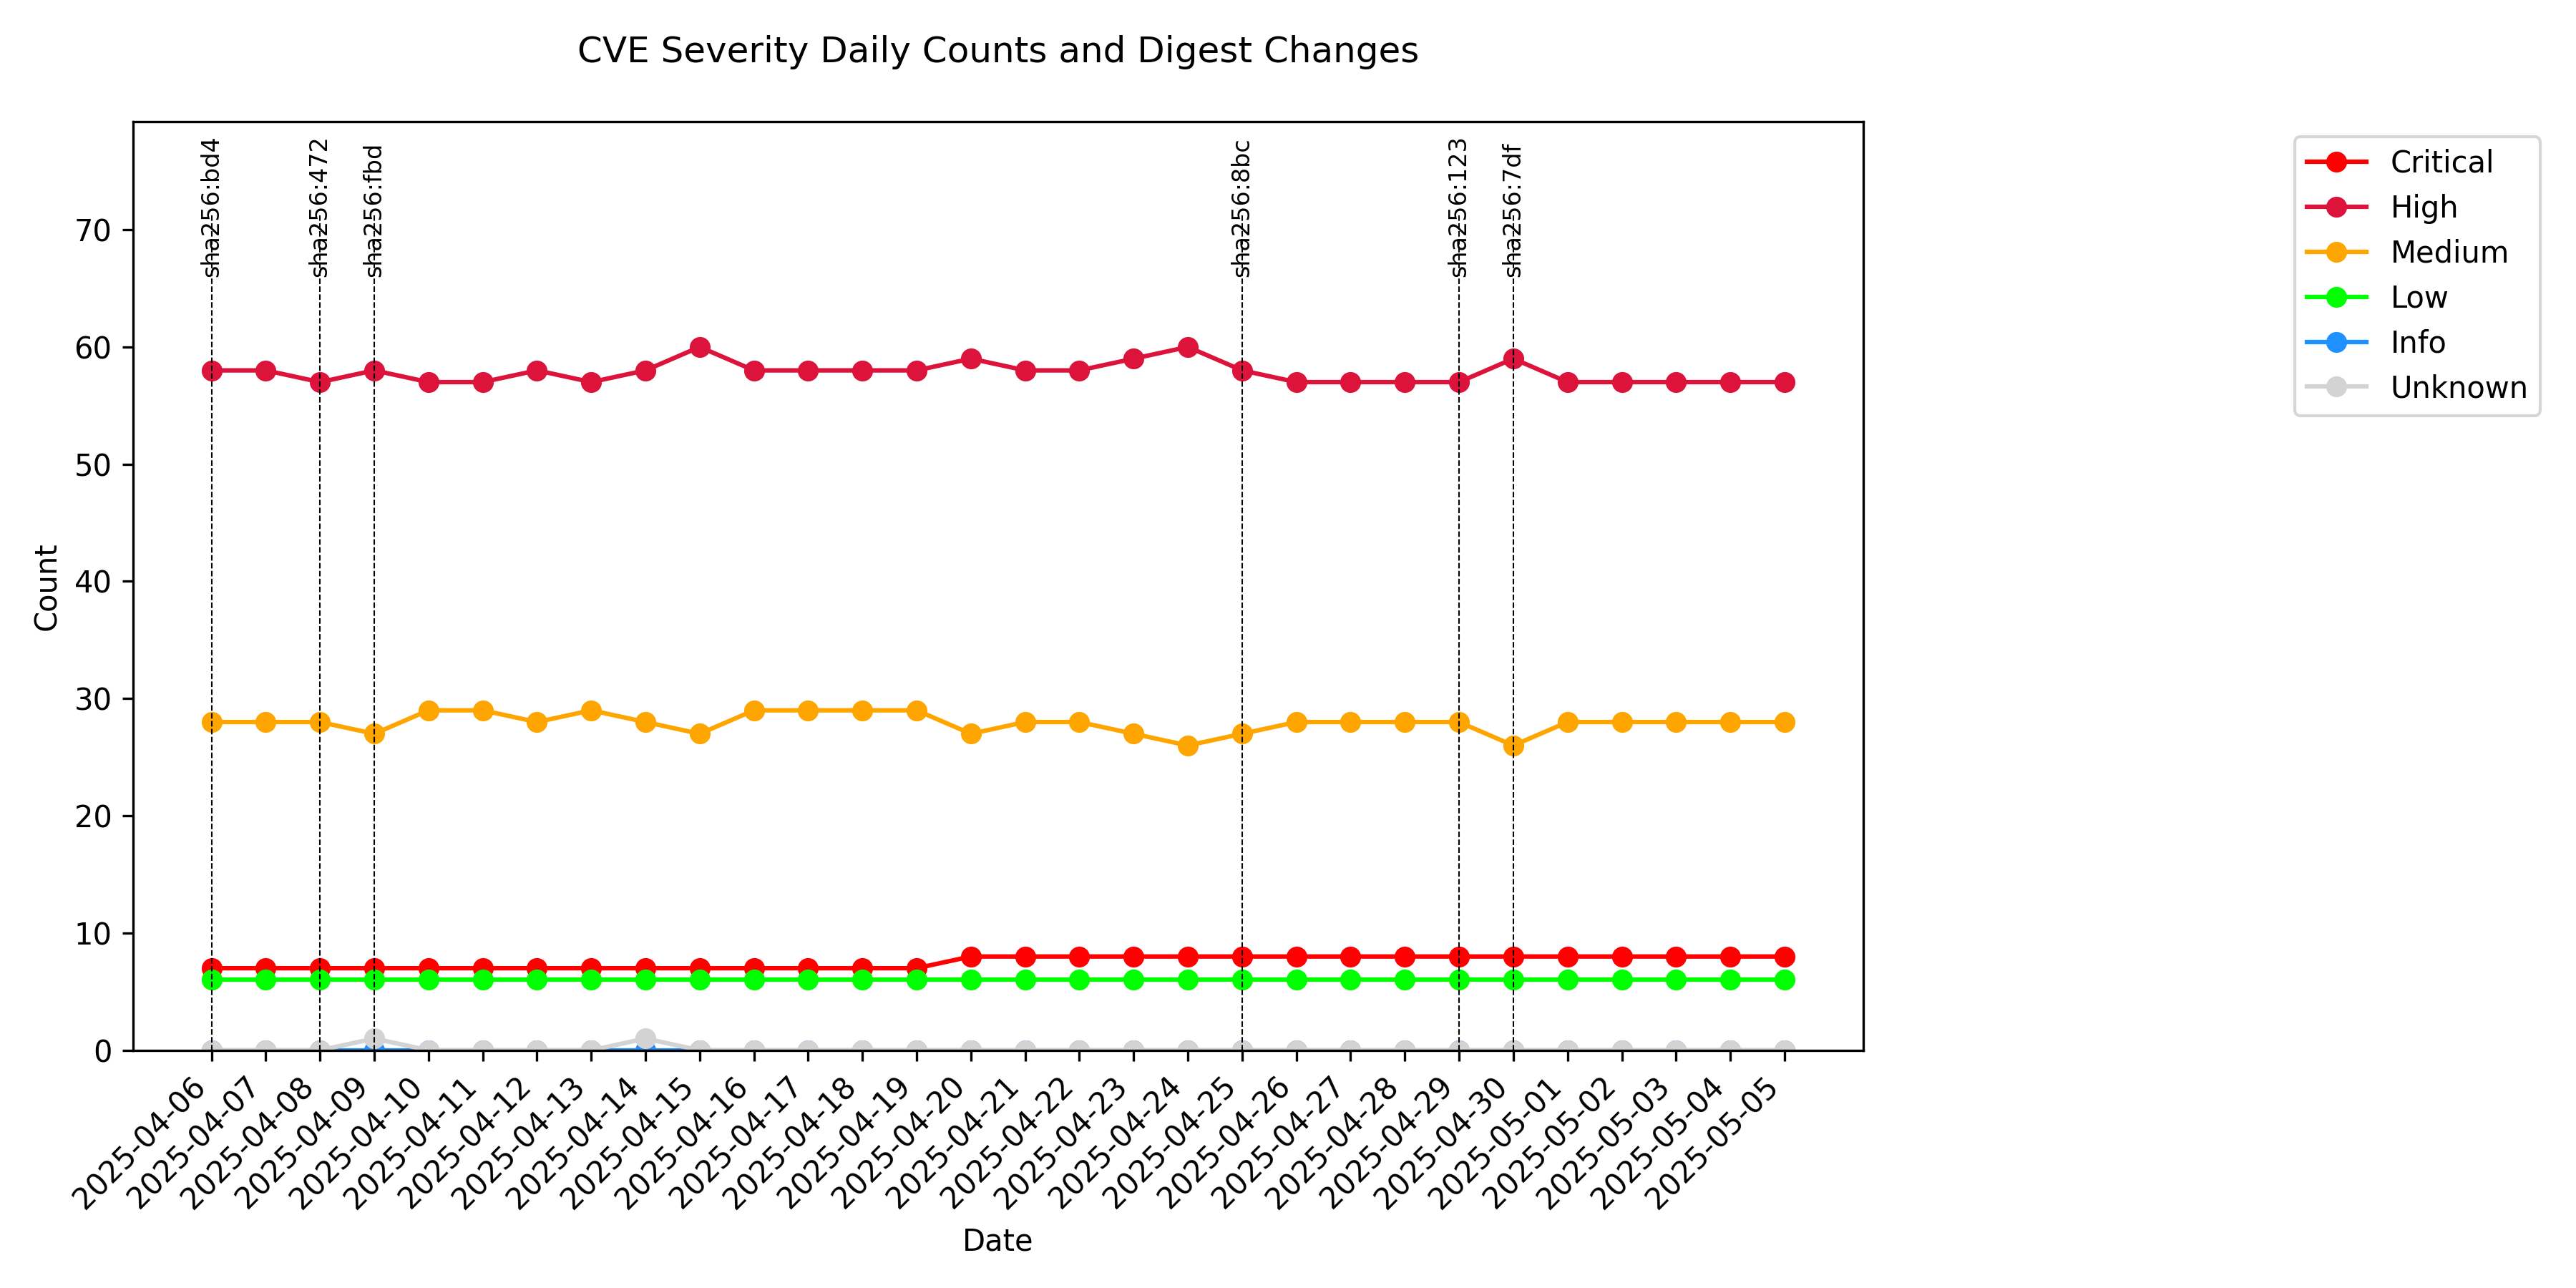 CVE Severity Daily Counts and Digest Changes
sha256:bd4
sha256:472
sha256:fbd
sha256:8bc
sha256:123
sha256:7df
Critical
High
Medium
Low
Info
Unknown
Count
70
60
50
40
30
20
10
0
2025-04-06
2025-04-07
2025-04-08
2025-04-09
2025-04-10
2025-04-11
2025-04-12
2025-04-13
2025-04-14
2025-04-15
2025-04-16
2025-04-17
2025-04-18
2025-04-19
2025-04-20
2025-04-21
2025-04-22
2025-04-23
2025-04-24
2025-04-25
2025-04-26
2025-04-27
2025-04-28
2025-04-29
2025-04-30
2025-05-01
2025-05-02
2025-05-03
2025-05-04
2025-05-05
Date